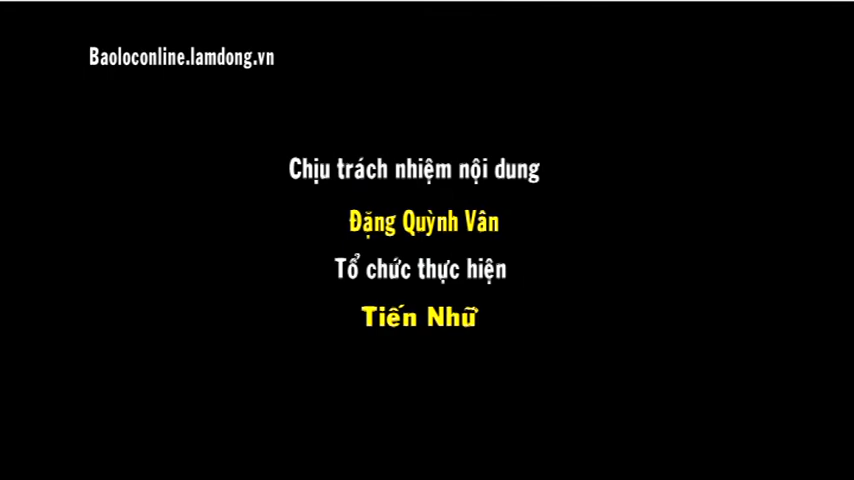 Baoloconline.lamdong.vn
Chịu trách nhiệm nội dung
Đặng Quỳnh Vân
Tổ chức thực hiện
Tiến Nhữ